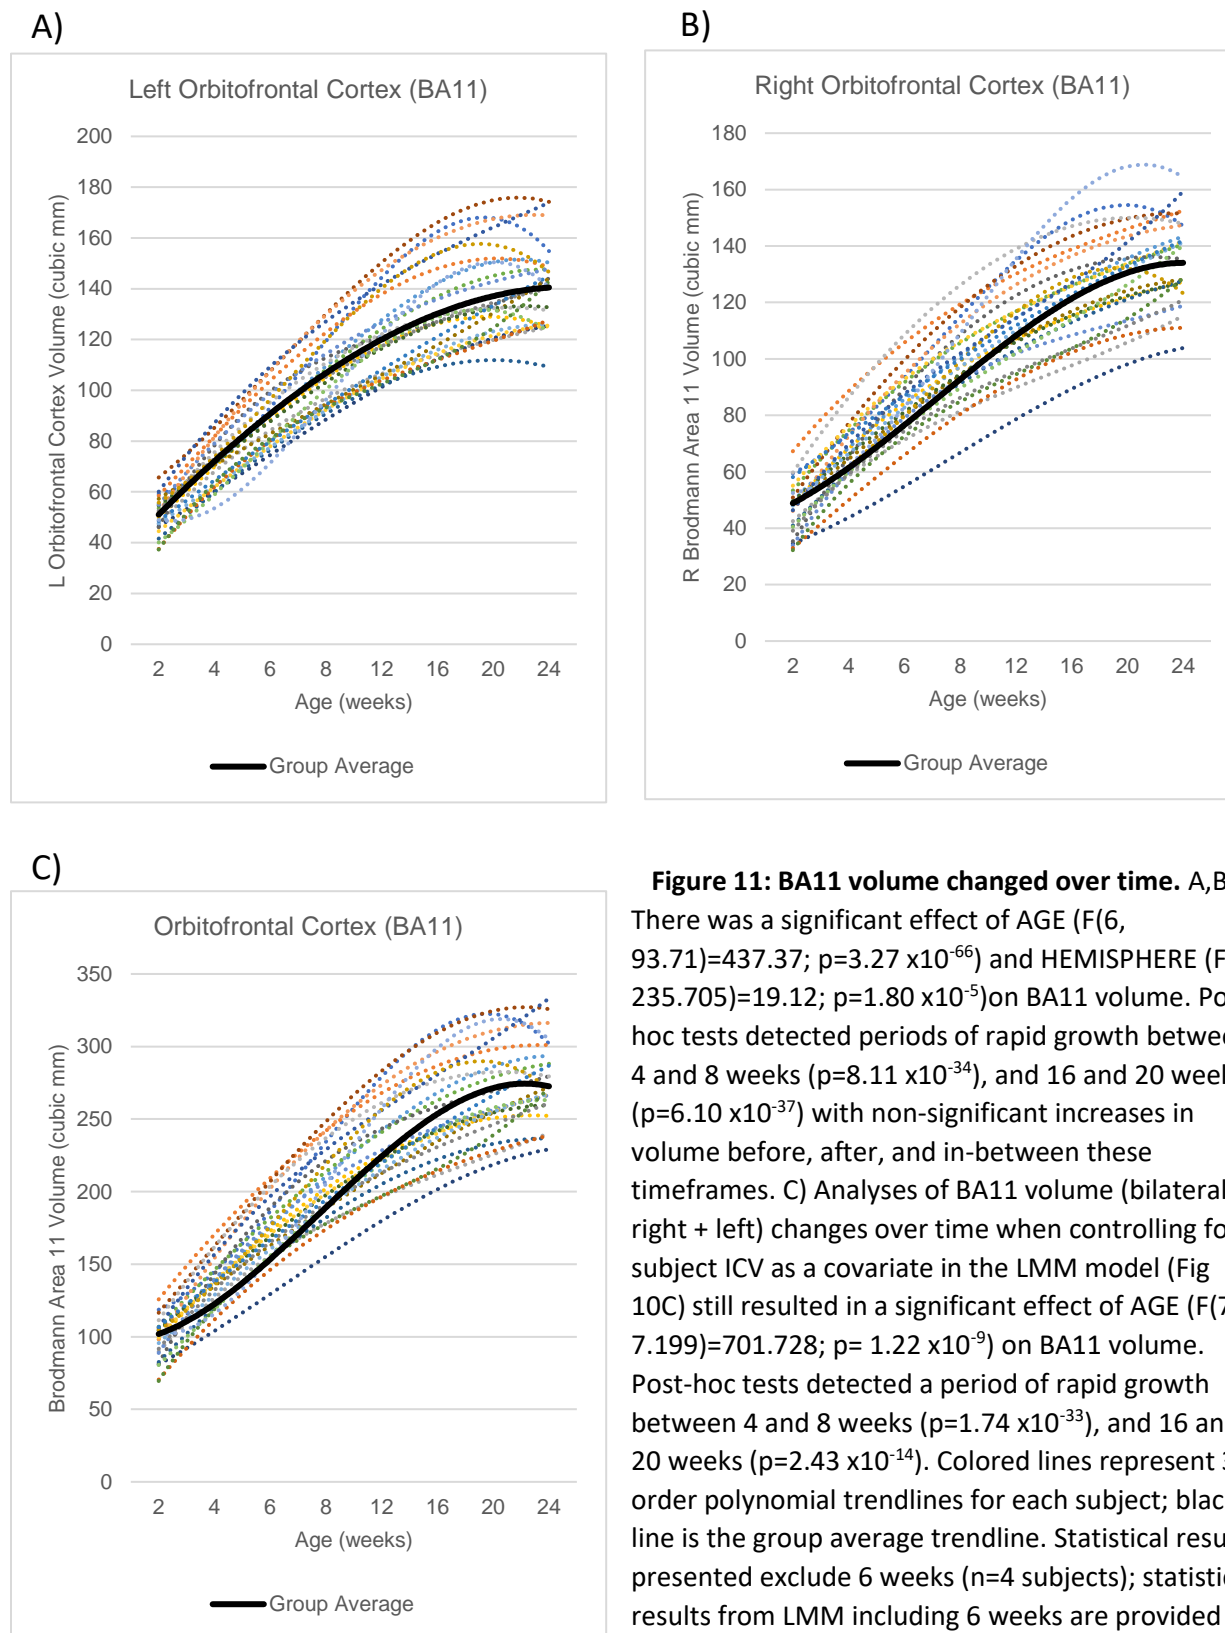 A)
Left Orbitofrontal Cortex (BA11)
L Orbitofrontal Cortex Volume (cubic mm)
200
180
160
140
120
100
80
60
40
20
0
2 4 6 8 12 16 20 24
Age (weeks)
Group Average
B)
Right Orbitofrontal Cortex (BA11)
R Brodmann Area 11 Volume (cubic mm)
180
160
140
120
100
80
60
40
20
0
2 4 6 8 12 16 20 24
Age (weeks)
Group Average
C)
Orbitofrontal Cortex (BA11)
Brodmann Area 11 Volume (cubic mm)
350
300
250
200
150
100
50
0
2 4 6 8 12 16 20 24
Age (weeks)
Group Average
Figure 11: BA11 volume changed over time. A,B
There was a significant effect of AGE (F(6,
93.71)=437.37; p=3.27 x10⁻⁶⁶) and HEMISPHERE (F
235.705)=19.12; p=1.80 x10⁻⁵)on BA11 volume. Po
hoc tests detected periods of rapid growth betwee
4 and 8 weeks (p=8.11 x10⁻³⁴), and 16 and 20 week
(p=6.10 x10⁻³⁷) with non-significant increases in
volume before, after, and in-between these
timeframes. C) Analyses of BA11 volume (bilateral
right + left) changes over time when controlling fo
subject ICV as a covariate in the LMM model (Fig
10C) still resulted in a significant effect of AGE (F(7
7.199)=701.728; p= 1.22 x10⁻⁹) on BA11 volume.
Post-hoc tests detected a period of rapid growth
between 4 and 8 weeks (p=1.74 x10⁻³³), and 16 an
20 weeks (p=2.43 x10⁻¹⁴). Colored lines represent 3
order polynomial trendlines for each subject; blac
line is the group average trendline. Statistical resu
presented exclude 6 weeks (n=4 subjects); statistic
results from LMM including 6 weeks are provided